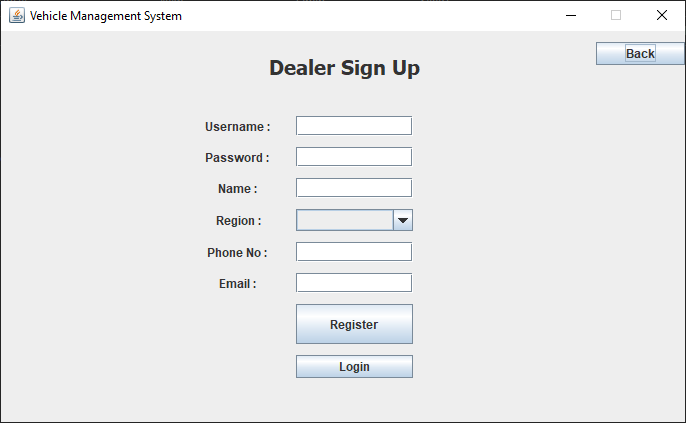 Vehicle Management System
Back
Dealer Sign Up
Username :
Password :
Name :
Region :
Phone No :
Email :
Register
Login